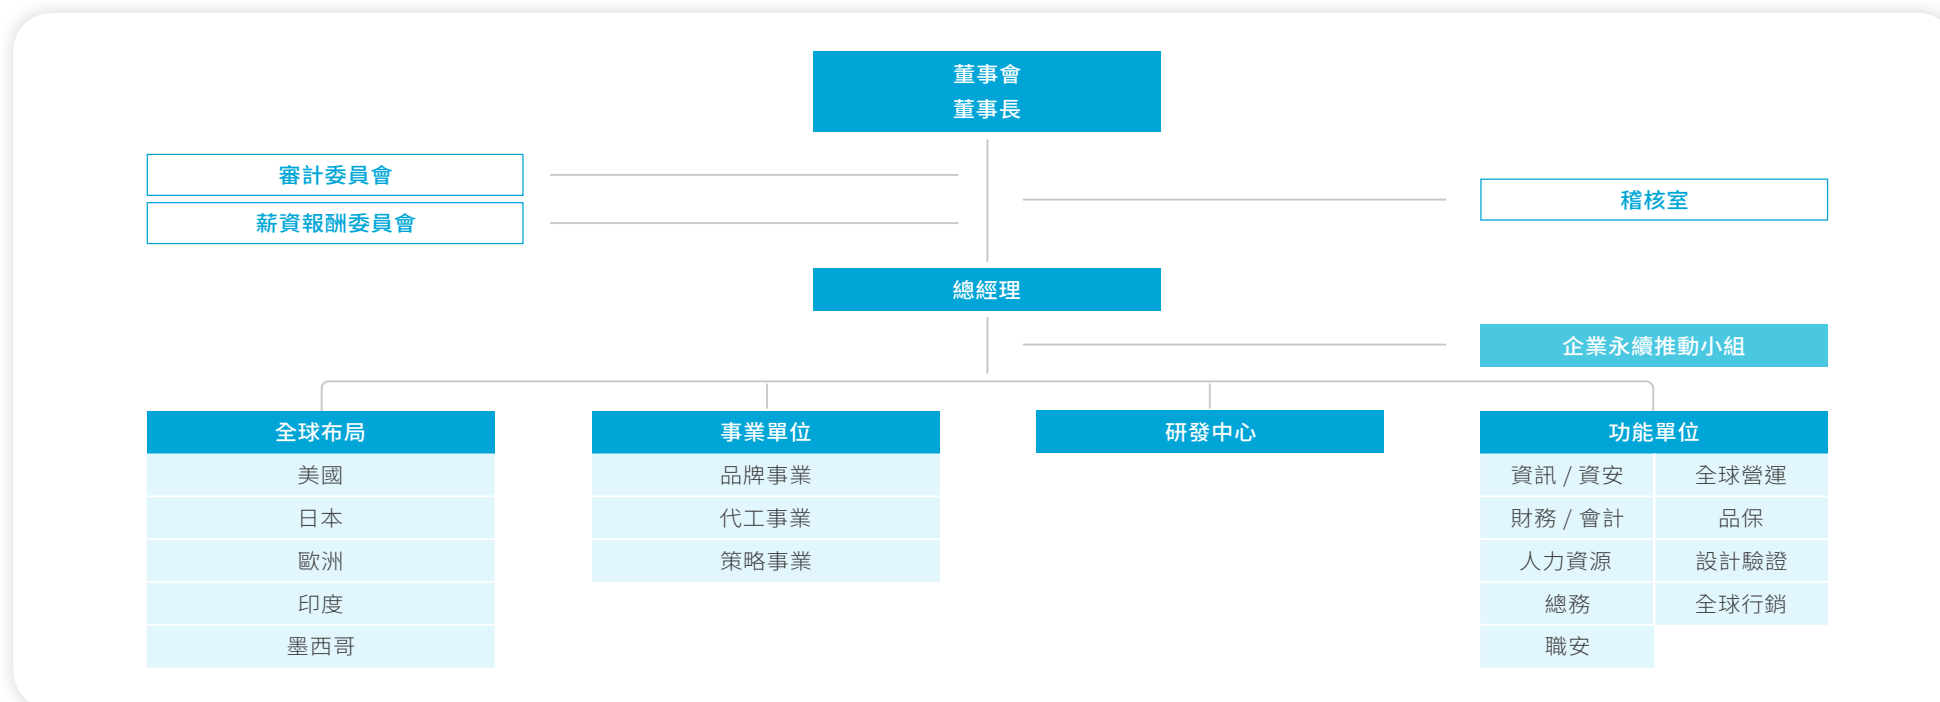 董事會
董事長
審計委員會
薪資報酬委員會
稽核室
總經理
企業永續推動小組
全球布局
美國
日本
歐洲
印度
墨西哥
事業單位
品牌事業
代工事業
策略事業
研發中心
功能單位
資訊 / 資安
全球營運
財務 / 會計
品保
人力資源
設計驗證
總務
全球行銷
職安